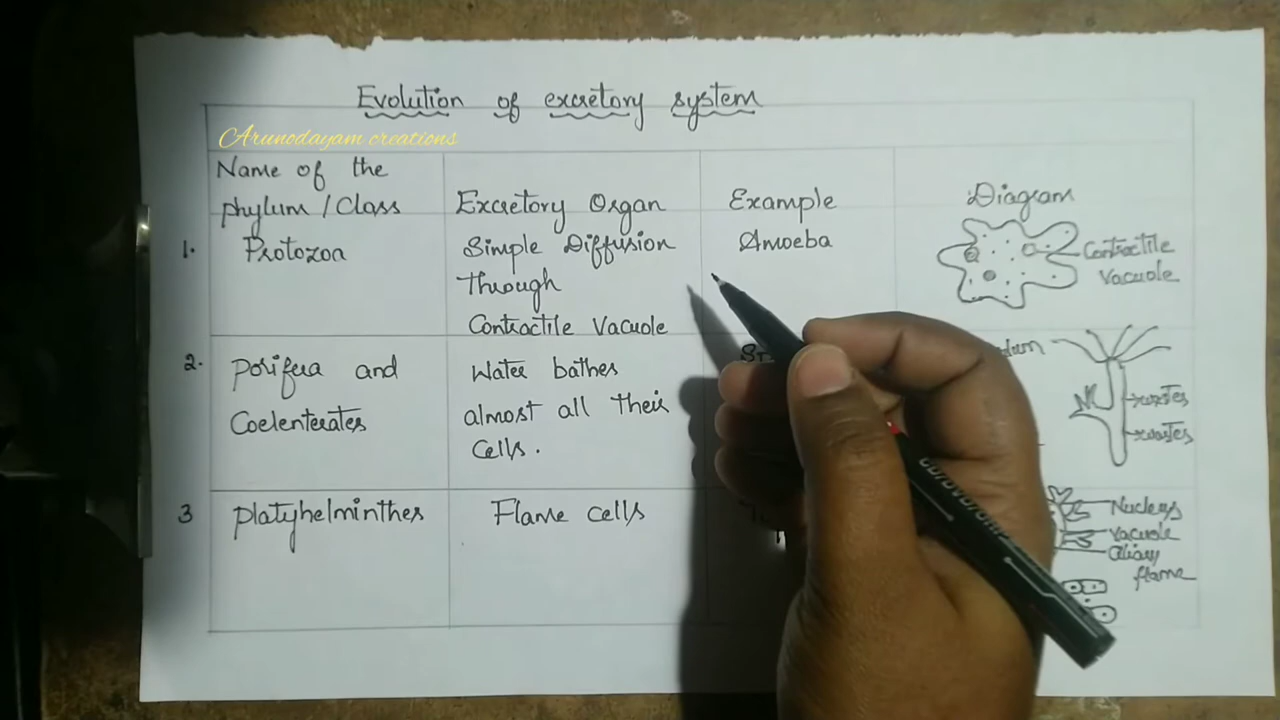 Evolution of excretory system
Arunodayam creations
Name of the phylum / Class
Excretory Organ
Example
Diagram
1.
Protozoa
Simple Diffusion
Through
Contractile Vacuole
Amoeba
Contractile
Vacuole
2.
Porifera and
Coelenterates
Water bathes
almost all their
cells.
wastes
3
Platyhelminthes
Flame cells
Nucleus
Vacuole
flame